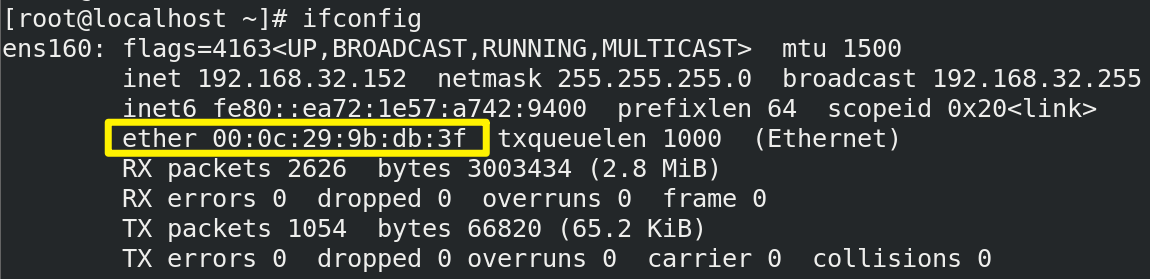 [root@localhost ~]# ifconfig
ens160: flags=4163<UP,BROADCAST,RUNNING,MULTICAST>  mtu 1500
        inet 192.168.32.152  netmask 255.255.255.0  broadcast 192.168.32.255
        inet6 fe80::ea72:1e57:a742:9400  prefixlen 64  scopeid 0x20<link>
        ether 00:0c:29:9b:db:3f  txqueuelen 1000  (Ethernet)
        RX packets 2626  bytes 3003434 (2.8 MiB)
        RX errors 0  dropped 0  overruns 0  frame 0
        TX packets 1054  bytes 66820 (65.2 KiB)
        TX errors 0  dropped 0 overruns 0  carrier 0  collisions 0